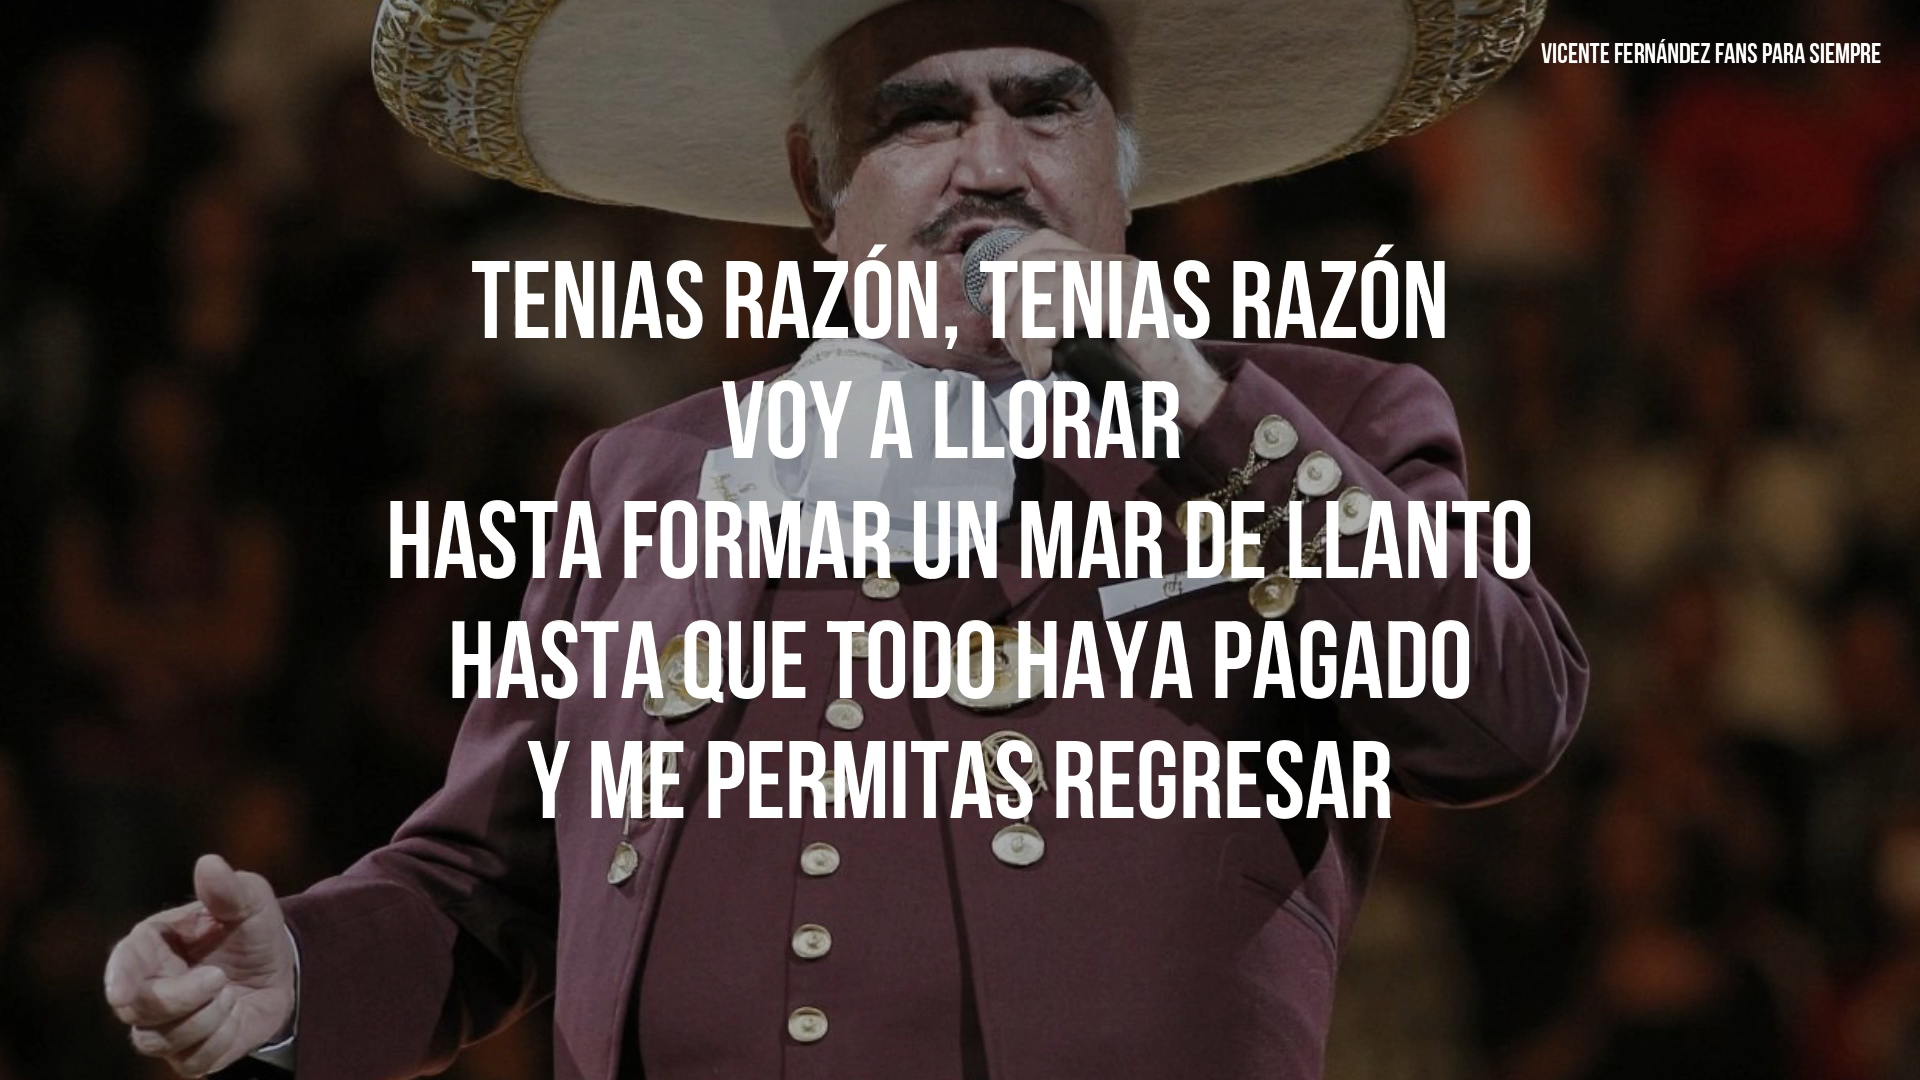 VICENTE FERNÁNDEZ FANS PARA SIEMPRE
TENIAS RAZÓN, TENIAS RAZÓN
VOY A LLORAR
HASTA FORMAR UN MAR DE LLANTO
HASTA QUE TODO HAYA PAGADO
Y ME PERMITAS REGRESAR